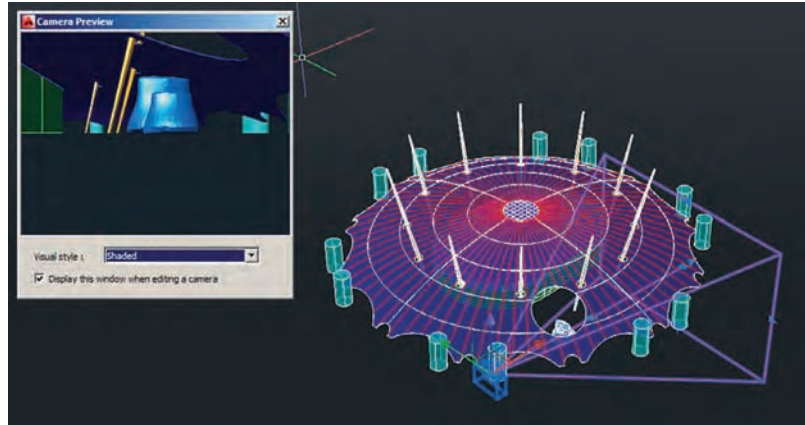 Camera Preview
Visual style :
Shaded
Display this window when editing a camera